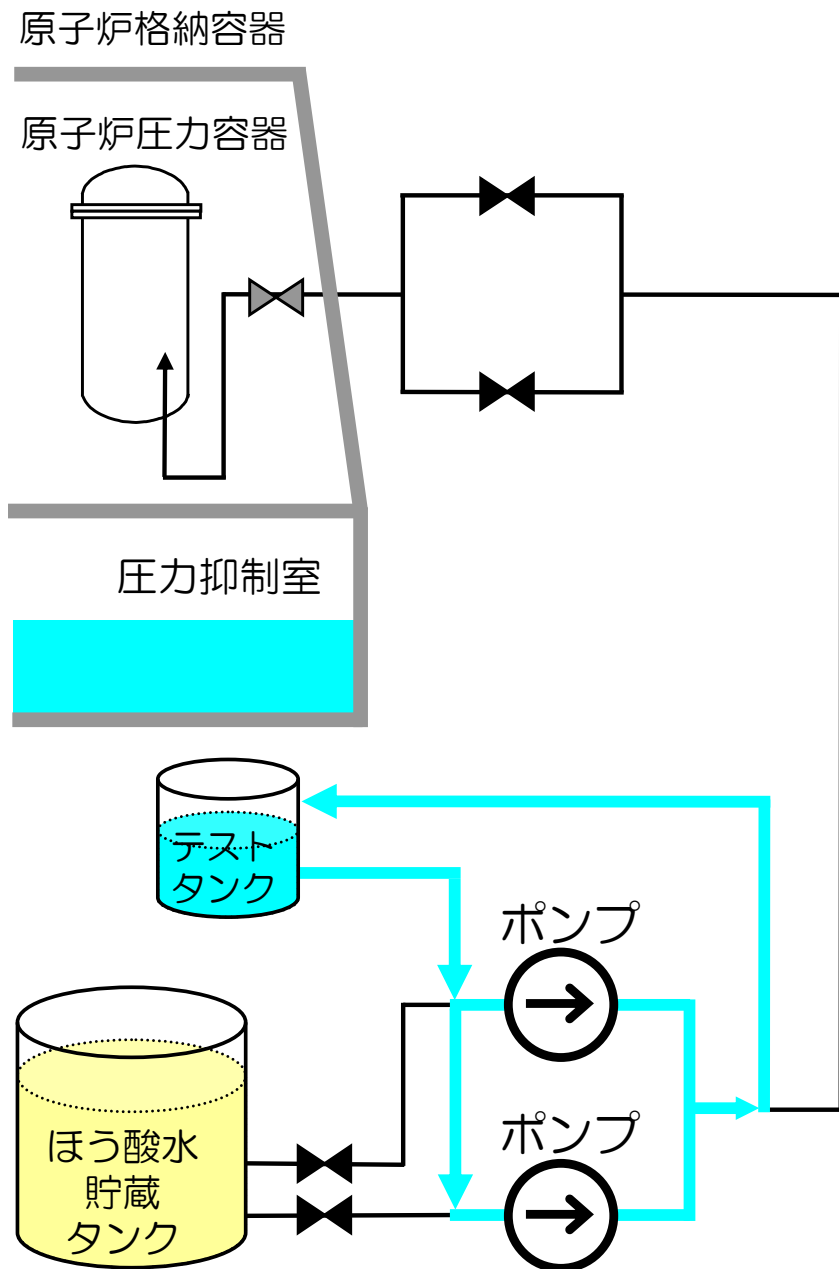 原子炉格納容器
原子炉圧力容器
圧力抑制室
テスト
タンク
ポンプ
ほう酸水
貯蔵
タンク
ポンプ